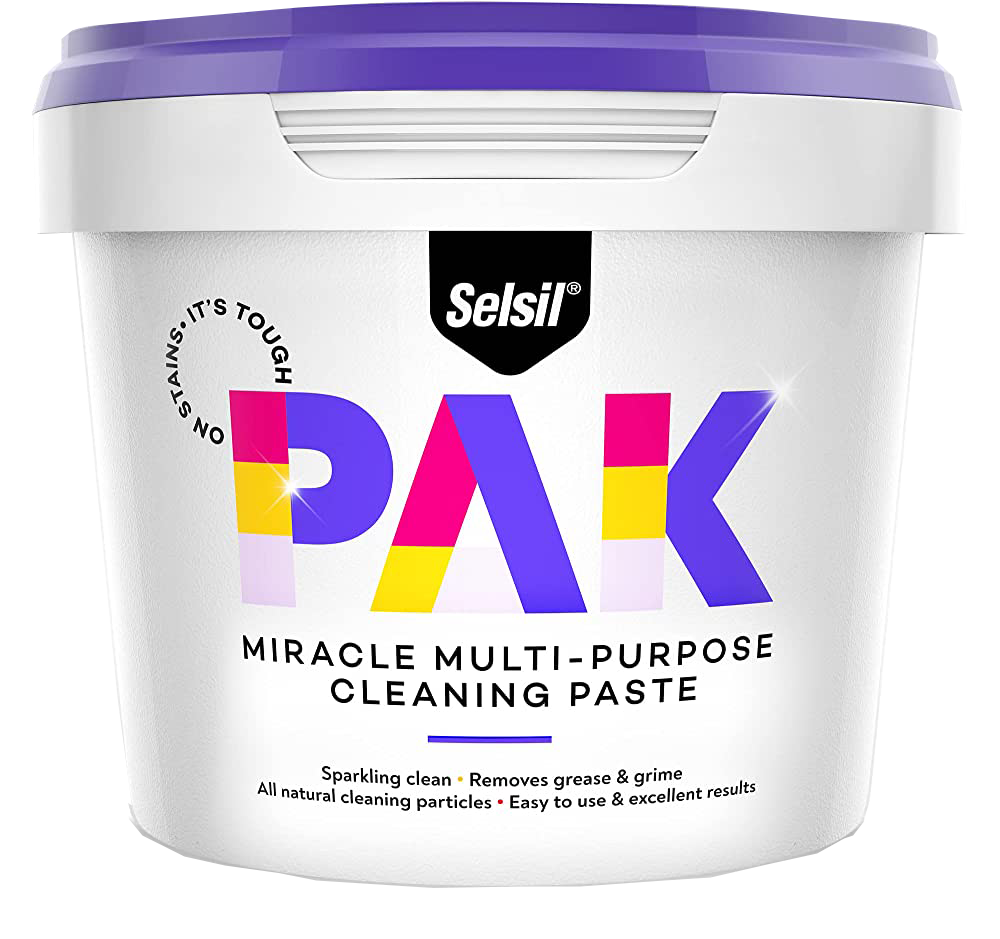 Selsil®
IT'S TOUGH
ON STAINS•
PAK
MIRACLE MULTI-PURPOSE
CLEANING PASTE
Sparkling clean • Removes grease & grime
All natural cleaning particles • Easy to use & excellent results